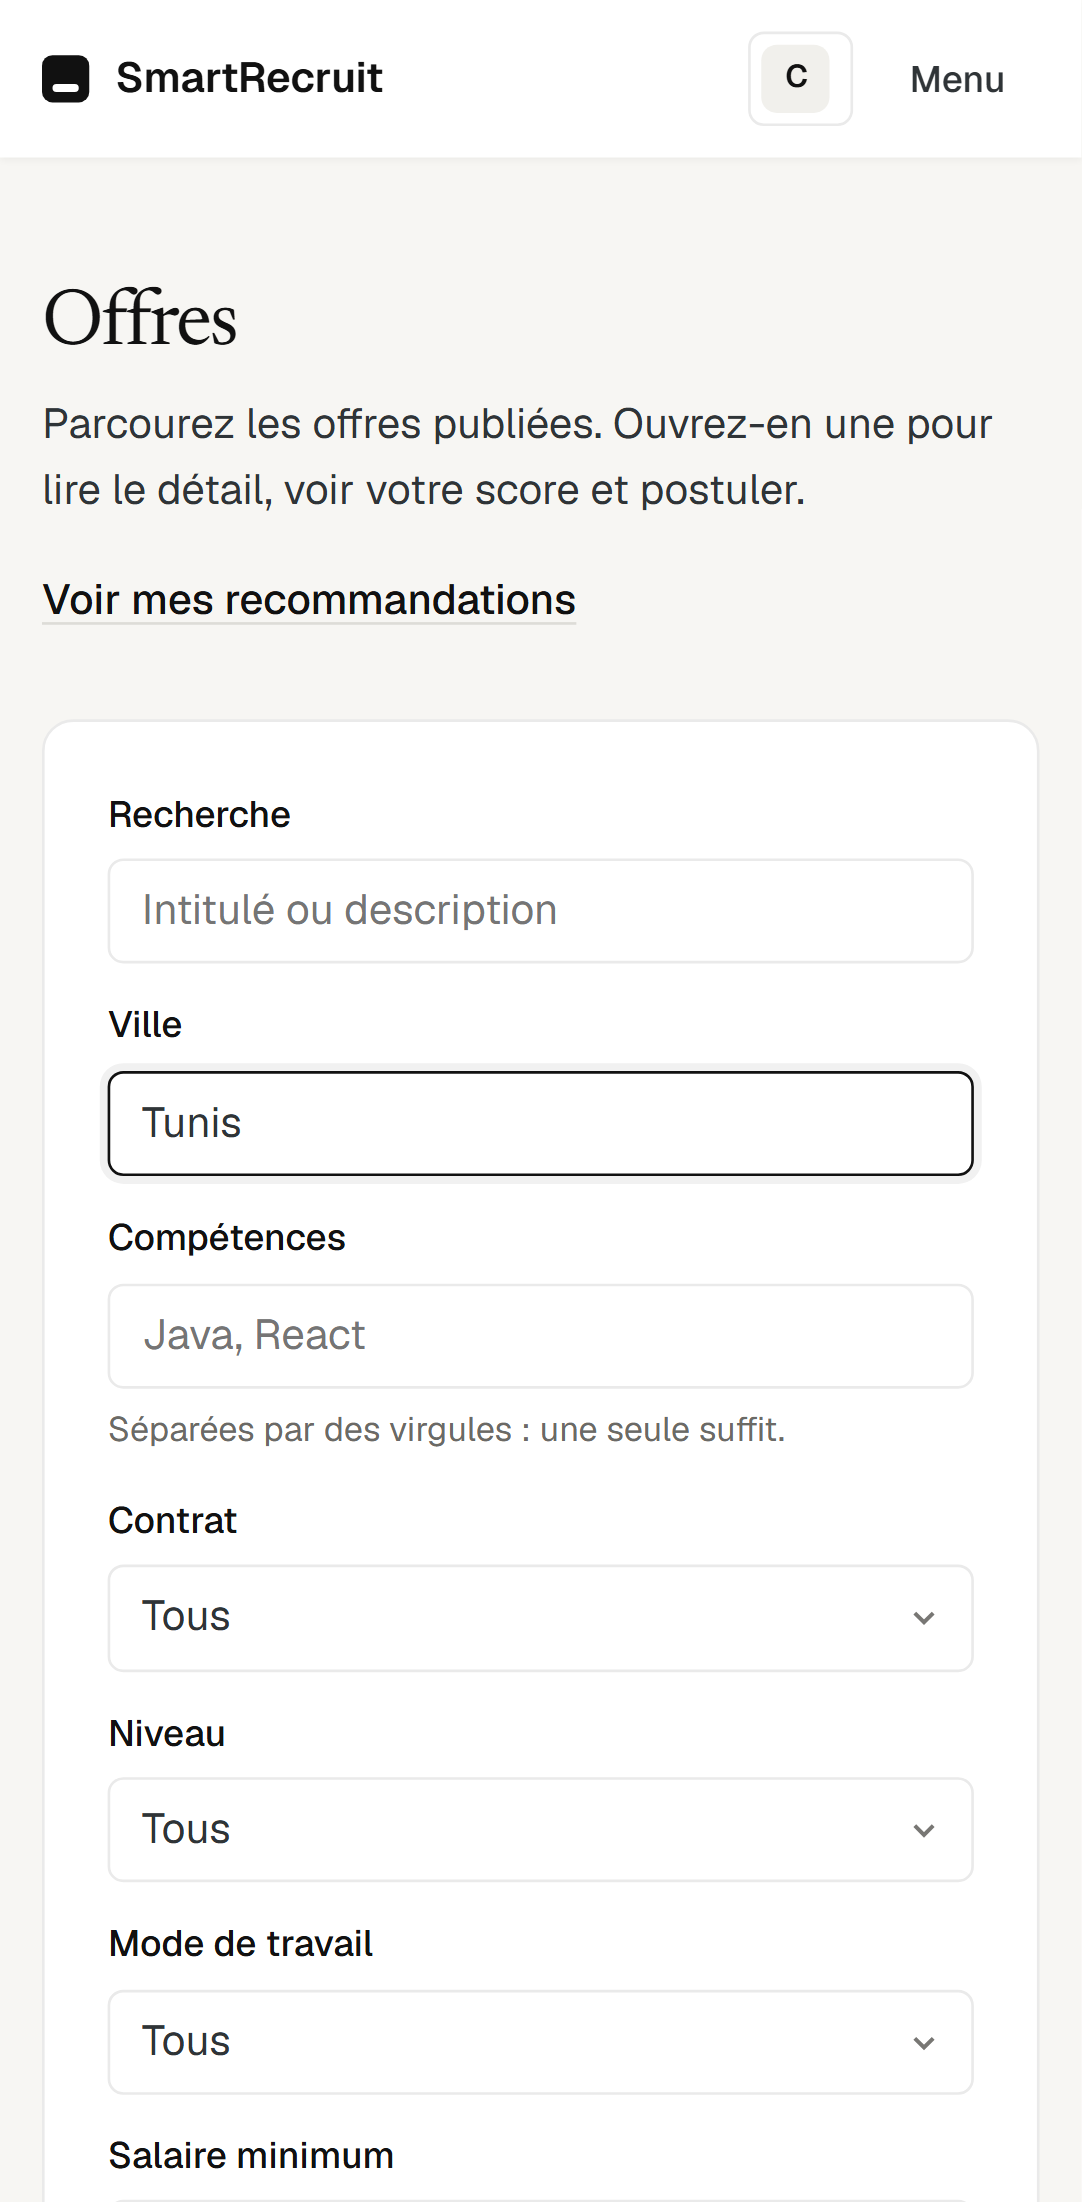 SmartRecruit
C
Menu
Offres
Parcourez les offres publiées. Ouvrez-en une pour
lire le détail, voir votre score et postuler.
Voir mes recommandations
Recherche
Intitulé ou description
Ville
Tunis
Compétences
Java, React
Séparées par des virgules : une seule suffit.
Contrat
Tous
Niveau
Tous
Mode de travail
Tous
Salaire minimum